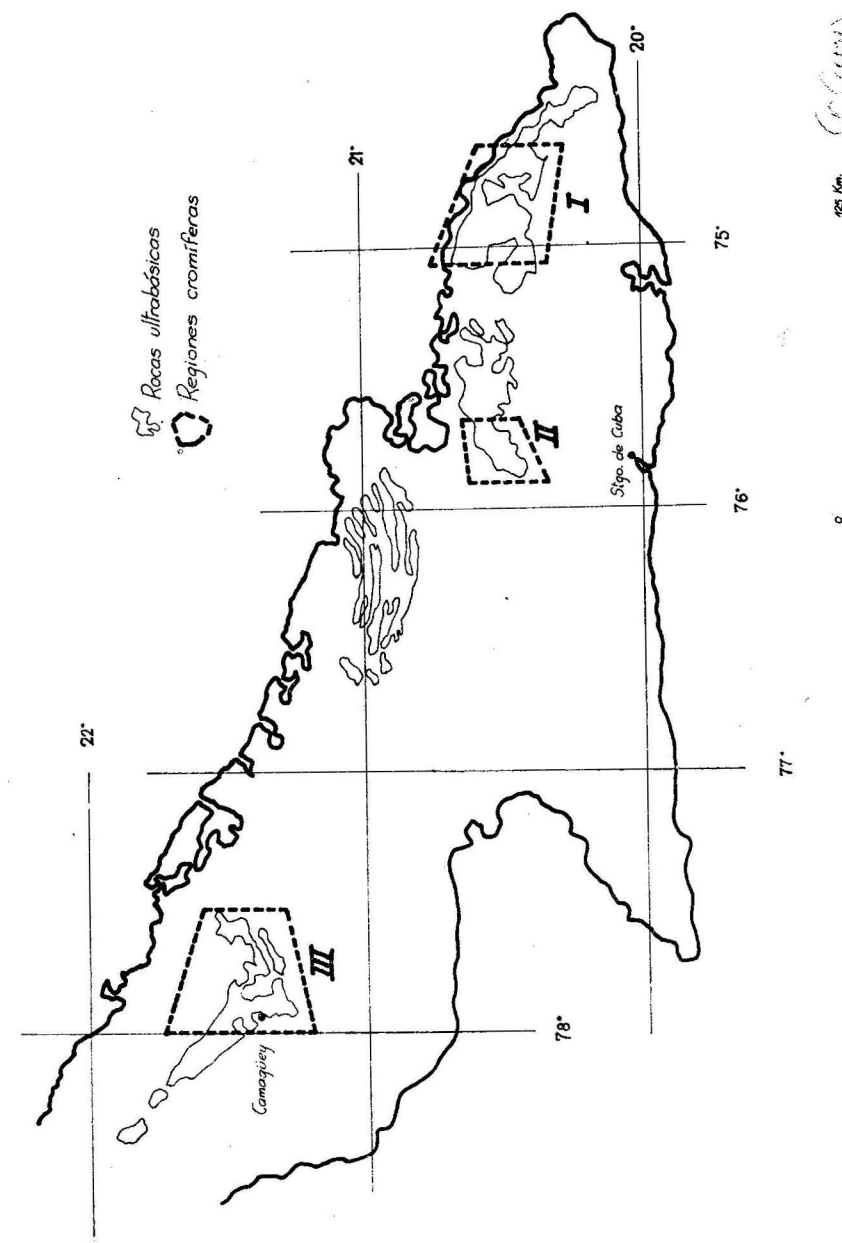 Rocas ultrabásicas
Regiones cromíferas
22°
21°
20°
III
II
I
Camagüey
Stgo. de Cuba
78°
77°
76°
75°
0
125 Km.